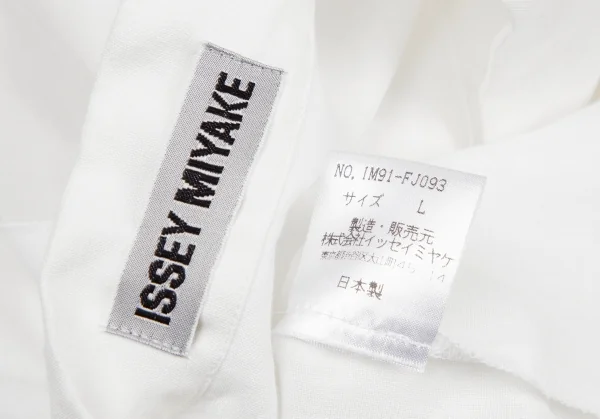 ISSEY MIYAKE
NO. IM91-FJ093
サイズ L
製造・販売元
株式会社イッセイミヤケ
日本製